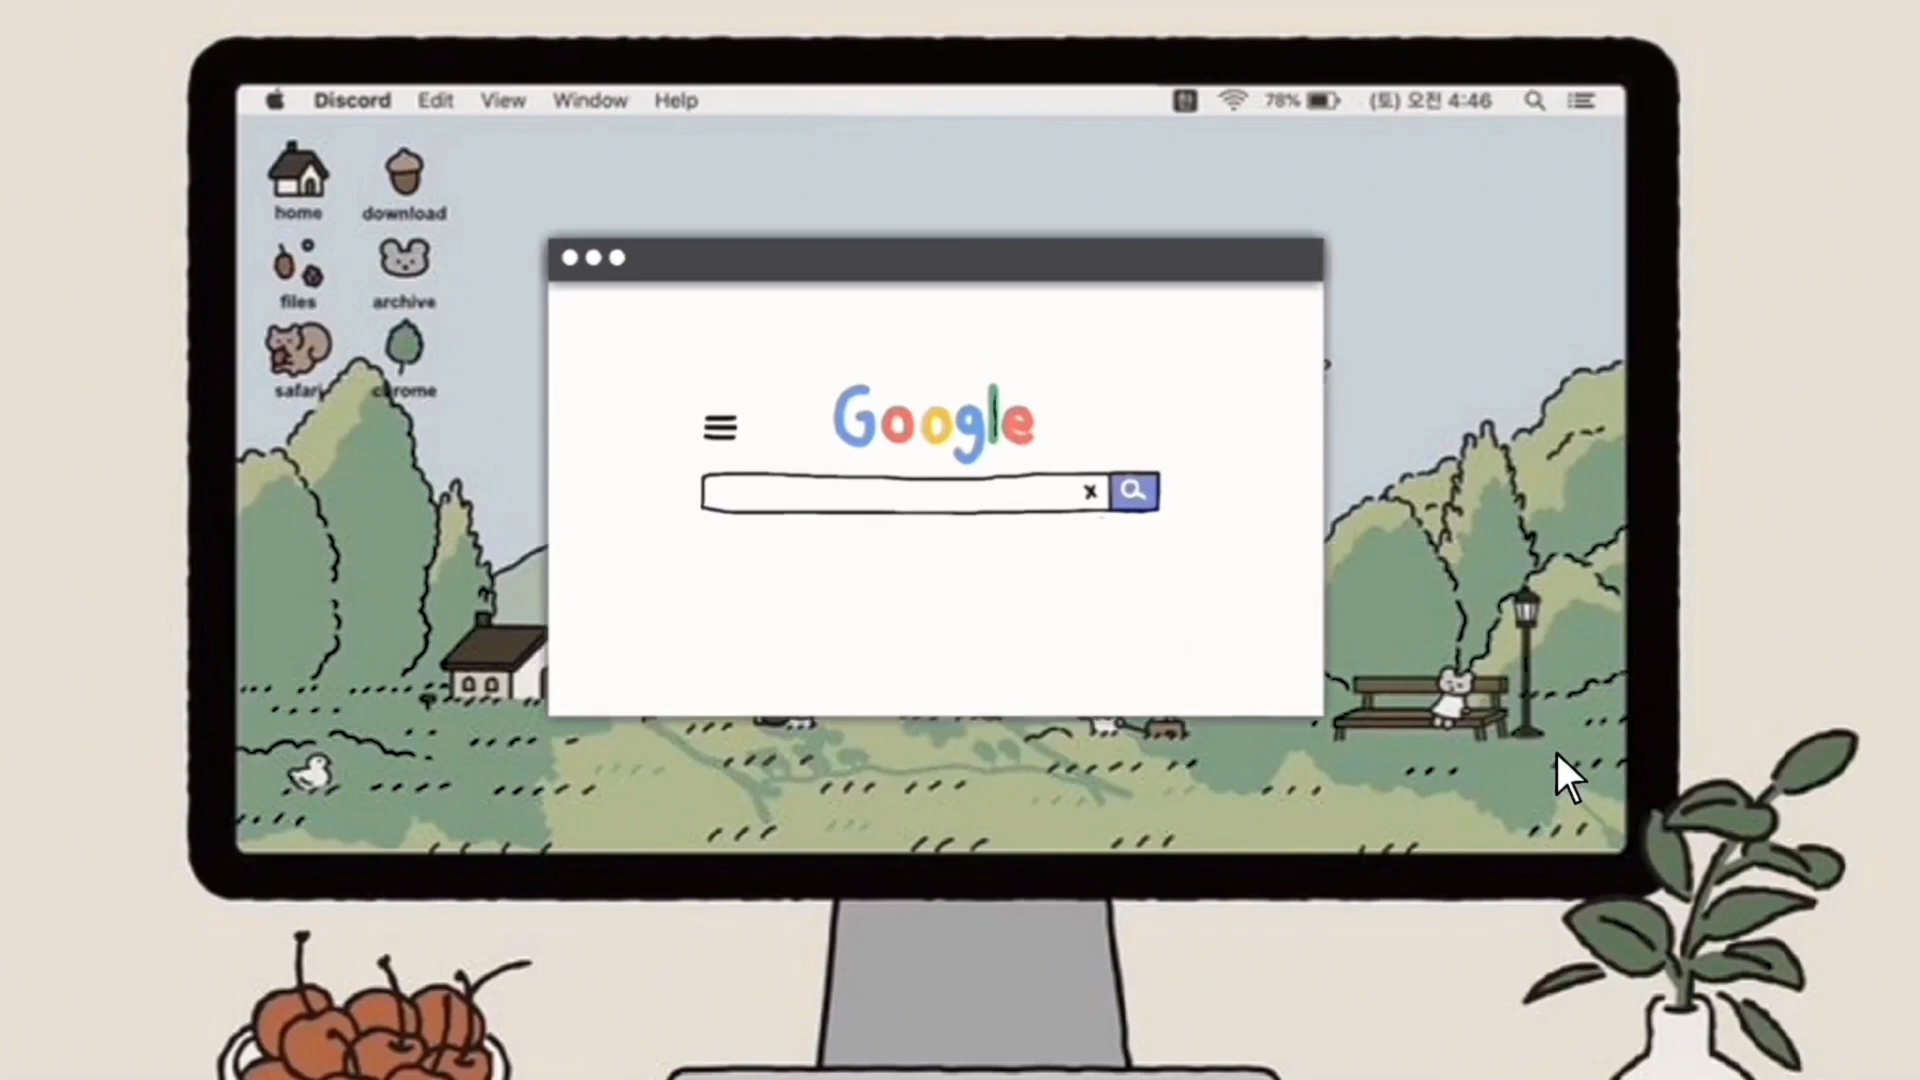 Discord Edit View Window Help 78% (토) 오전 4:46
home download
files archive
safari chrome
Google
x